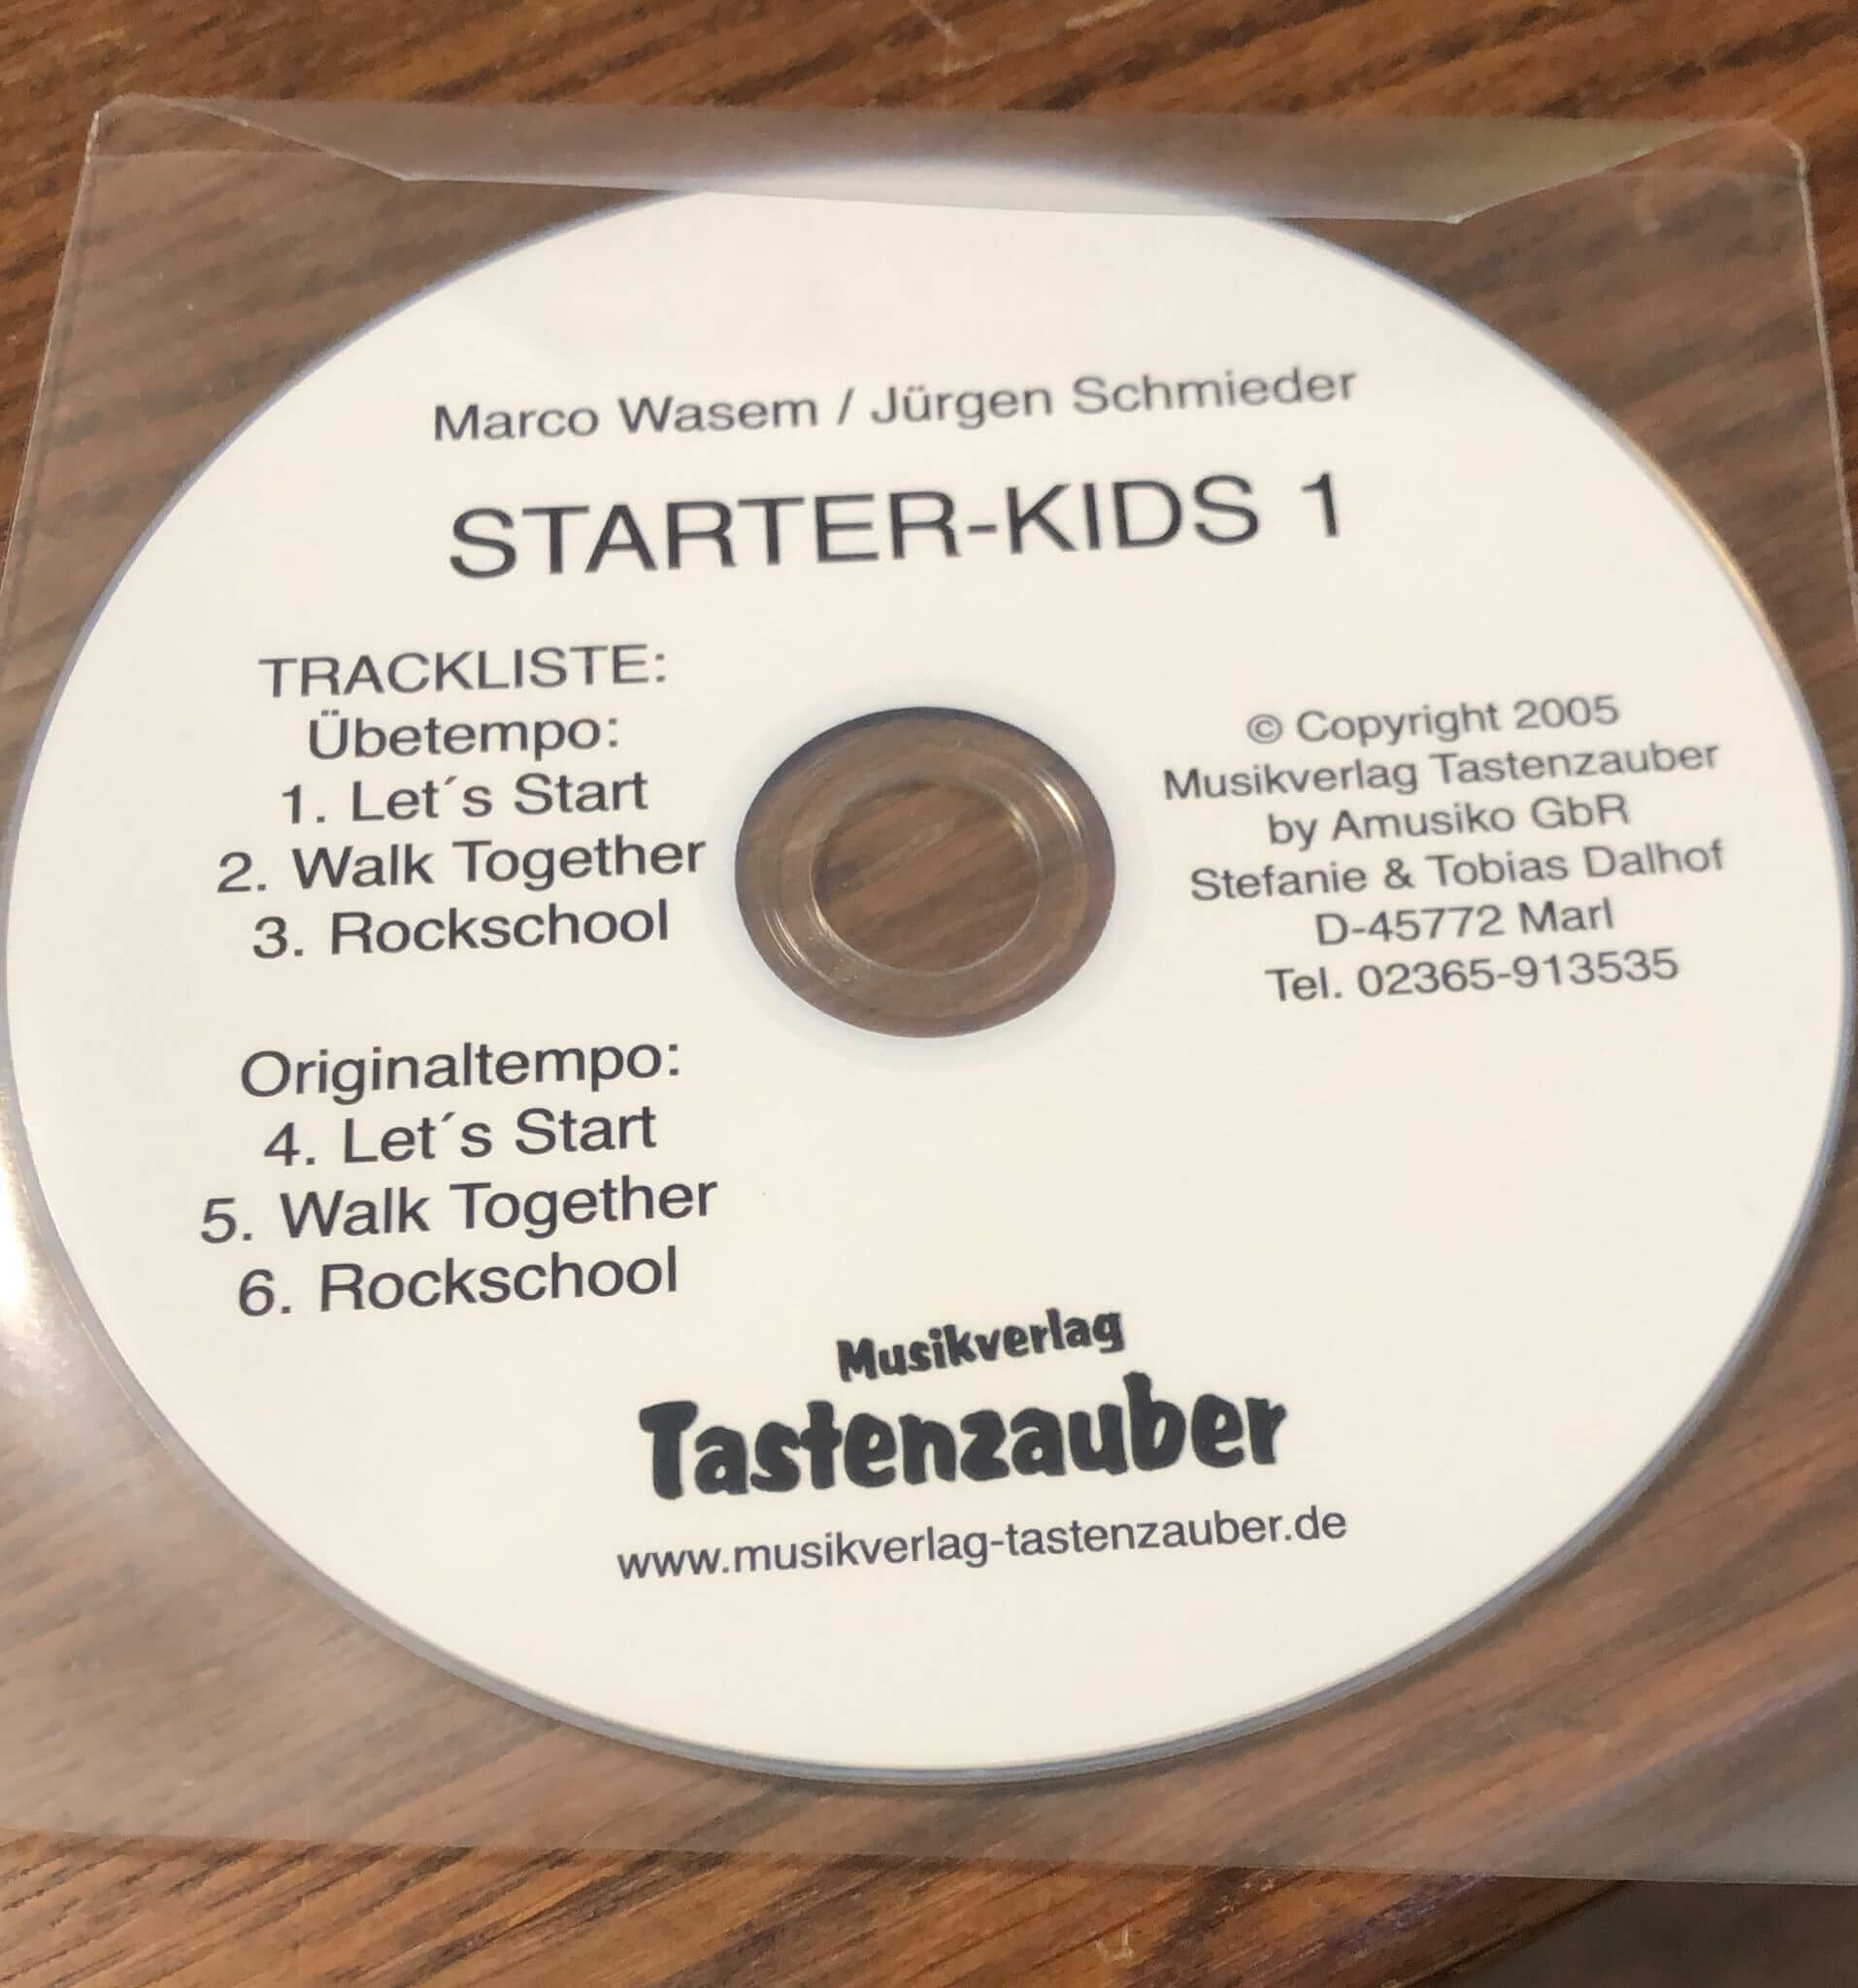 Marco Wasem / Jürgen Schmieder
STARTER-KIDS 1
TRACKLISTE:
Übetempo:
1. Let´s Start
2. Walk Together
3. Rockschool
Originaltempo:
4. Let´s Start
5. Walk Together
6. Rockschool
© Copyright 2005
Musikverlag Tastenzauber
by Amusiko GbR
Stefanie & Tobias Dalhof
D-45772 Marl
Tel. 02365-913535
Musikverlag
Tastenzauber
www.musikverlag-tastenzauber.de